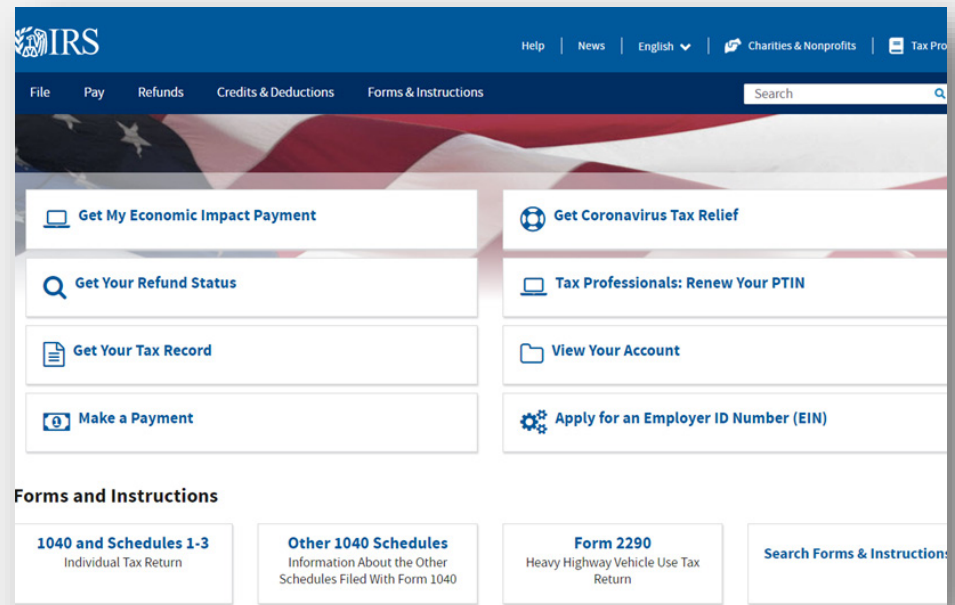 IRS
Help | News | English | Charities & Nonprofits | Tax Pro
File Pay Refunds Credits & Deductions Forms & Instructions Search
Get My Economic Impact Payment
Get Coronavirus Tax Relief
Get Your Refund Status
Tax Professionals: Renew Your PTIN
Get Your Tax Record
View Your Account
Make a Payment
Apply for an Employer ID Number (EIN)
Forms and Instructions
1040 and Schedules 1-3
Individual Tax Return
Other 1040 Schedules
Information About the Other
Schedules Filed With Form 1040
Form 2290
Heavy Highway Vehicle Use Tax
Return
Search Forms & Instructions